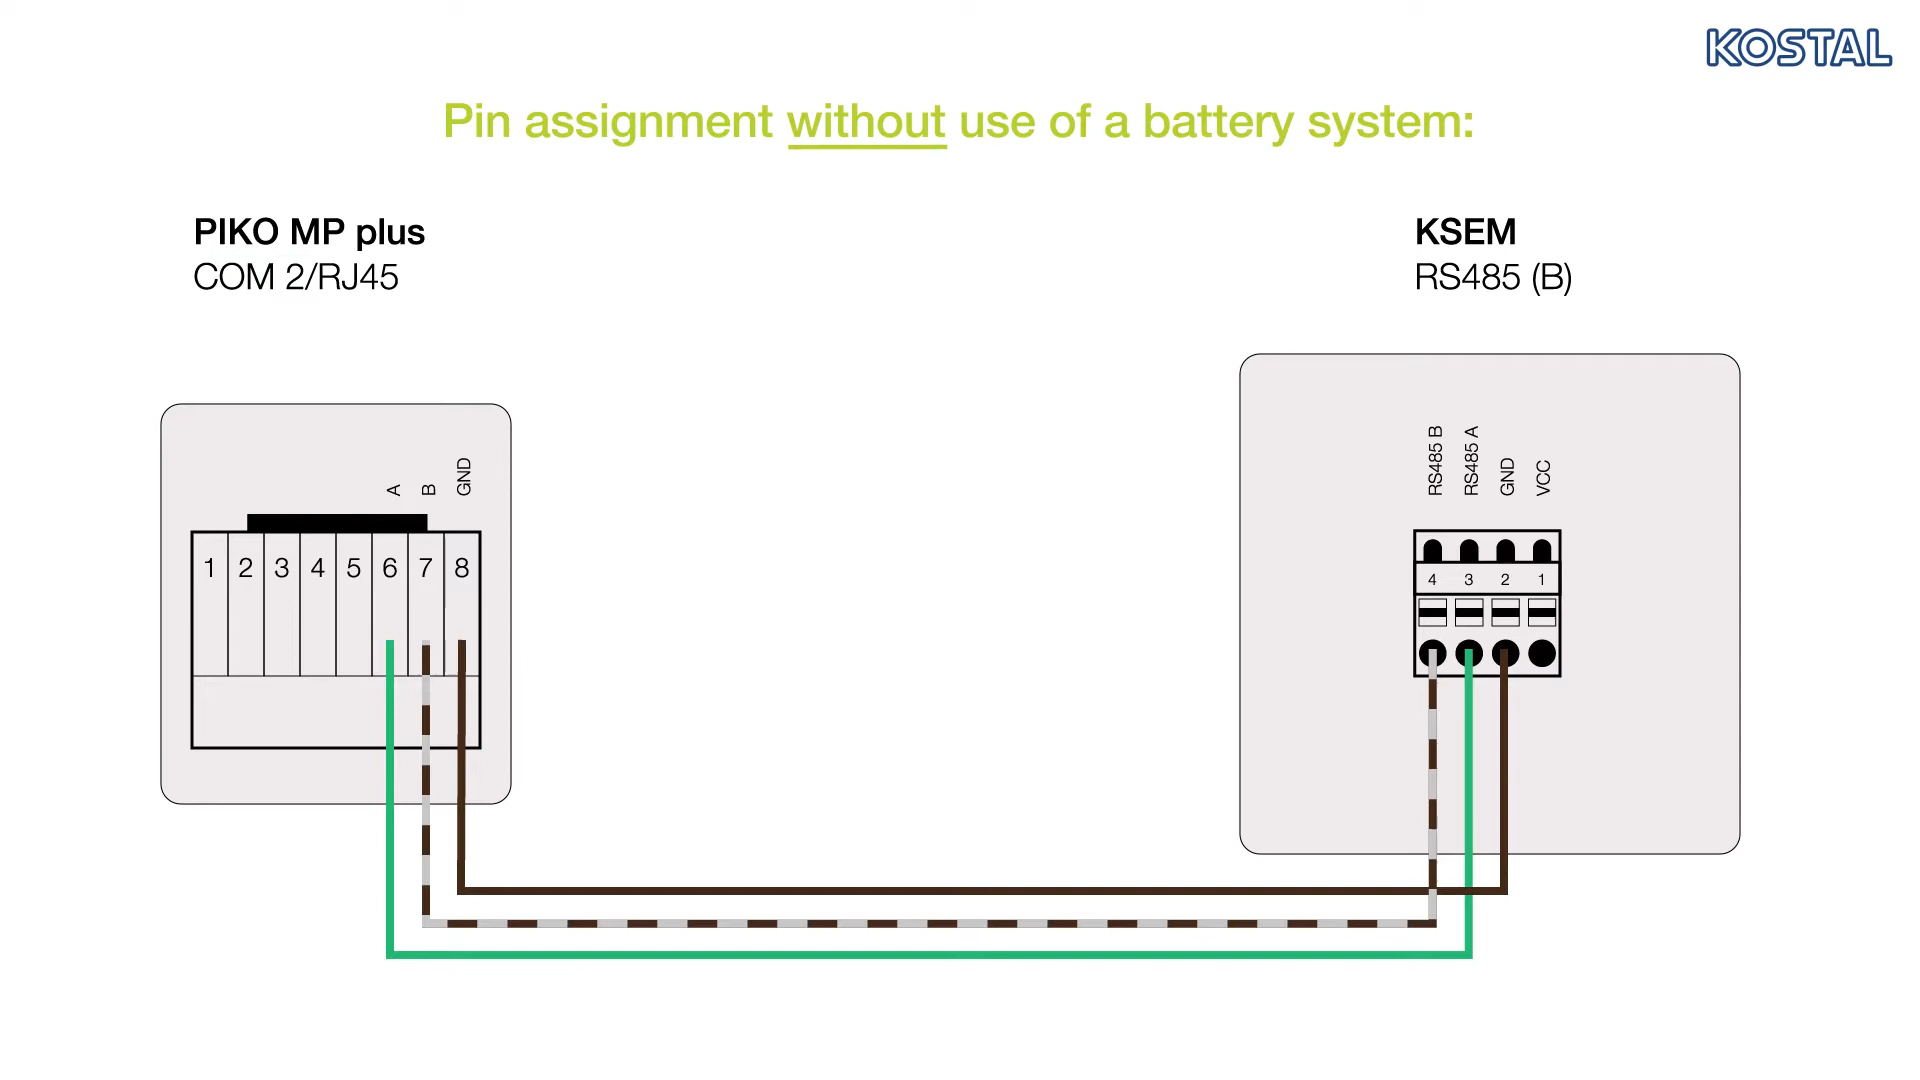 KOSTAL
Pin assignment without use of a battery system:
PIKO MP plus
COM 2/RJ45
KSEM
RS485 (B)
A
B
GND
1 2 3 4 5 6 7 8
RS485 B
RS485 A
GND
VCC
4 3 2 1